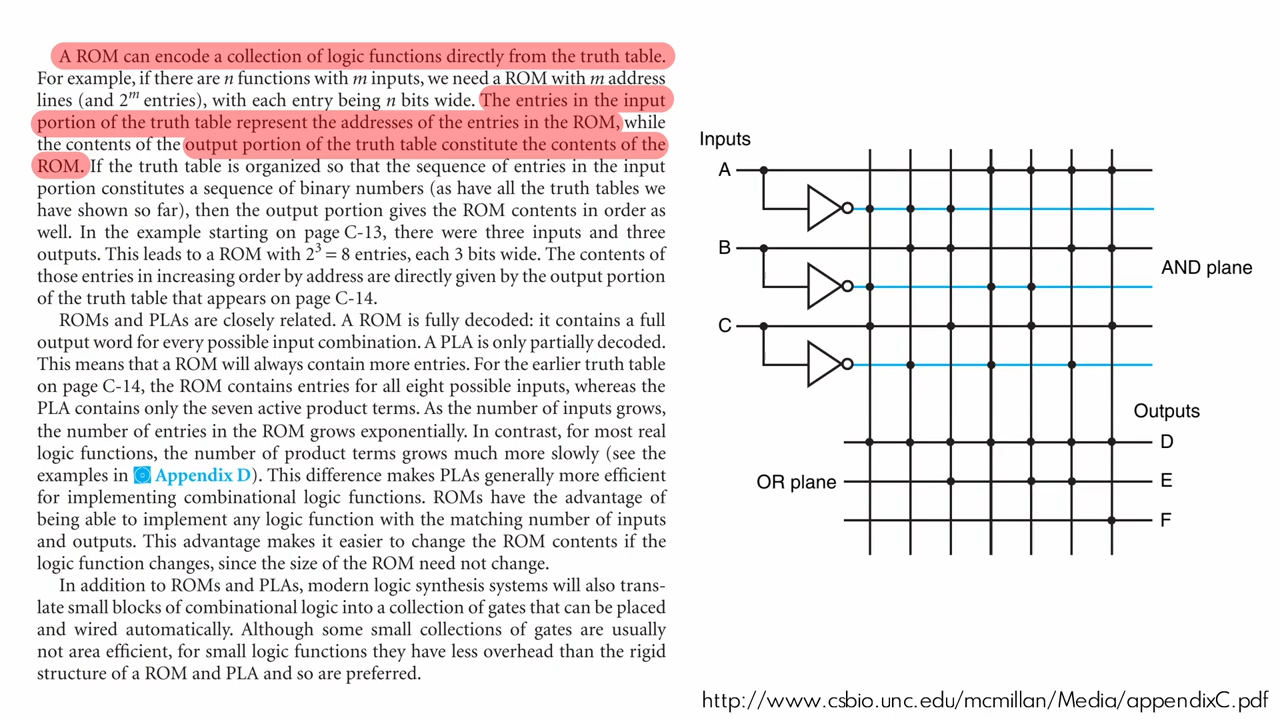 A ROM can encode a collection of logic functions directly from the truth table.
For example, if there are n functions with m inputs, we need a ROM with m address
lines (and 2^m entries), with each entry being n bits wide. The entries in the input
portion of the truth table represent the addresses of the entries in the ROM, while
the contents of the output portion of the truth table constitute the contents of the
ROM. If the truth table is organized so that the sequence of entries in the input
portion constitutes a sequence of binary numbers (as have all the truth tables we
have shown so far), then the output portion gives the ROM contents in order as
well. In the example starting on page C-13, there were three inputs and three
outputs. This leads to a ROM with 2^3 = 8 entries, each 3 bits wide. The contents of
those entries in increasing order by address are directly given by the output portion
of the truth table that appears on page C-14.
ROMs and PLAs are closely related. A ROM is fully decoded: it contains a full
output word for every possible input combination. A PLA is only partially decoded.
This means that a ROM will always contain more entries. For the earlier truth table
on page C-14, the ROM contains entries for all eight possible inputs, whereas the
PLA contains only the seven active product terms. As the number of inputs grows,
the number of entries in the ROM grows exponentially. In contrast, for most real
logic functions, the number of product terms grows much more slowly (see the
examples in Appendix D). This difference makes PLAs generally more efficient
for implementing combinational logic functions. ROMs have the advantage of
being able to implement any logic function with the matching number of inputs
and outputs. This advantage makes it easier to change the ROM contents if the
logic function changes, since the size of the ROM need not change.
In addition to ROMs and PLAs, modern logic synthesis systems will also trans-
late small blocks of combinational logic into a collection of gates that can be placed
and wired automatically. Although some small collections of gates are usually
not area efficient, for small logic functions they have less overhead than the rigid
structure of a ROM and PLA and so are preferred.
Inputs
A
B
AND plane
C
Outputs
D
OR plane
E
F
http://www.csbio.unc.edu/mcmillan/Media/appendixC.pdf